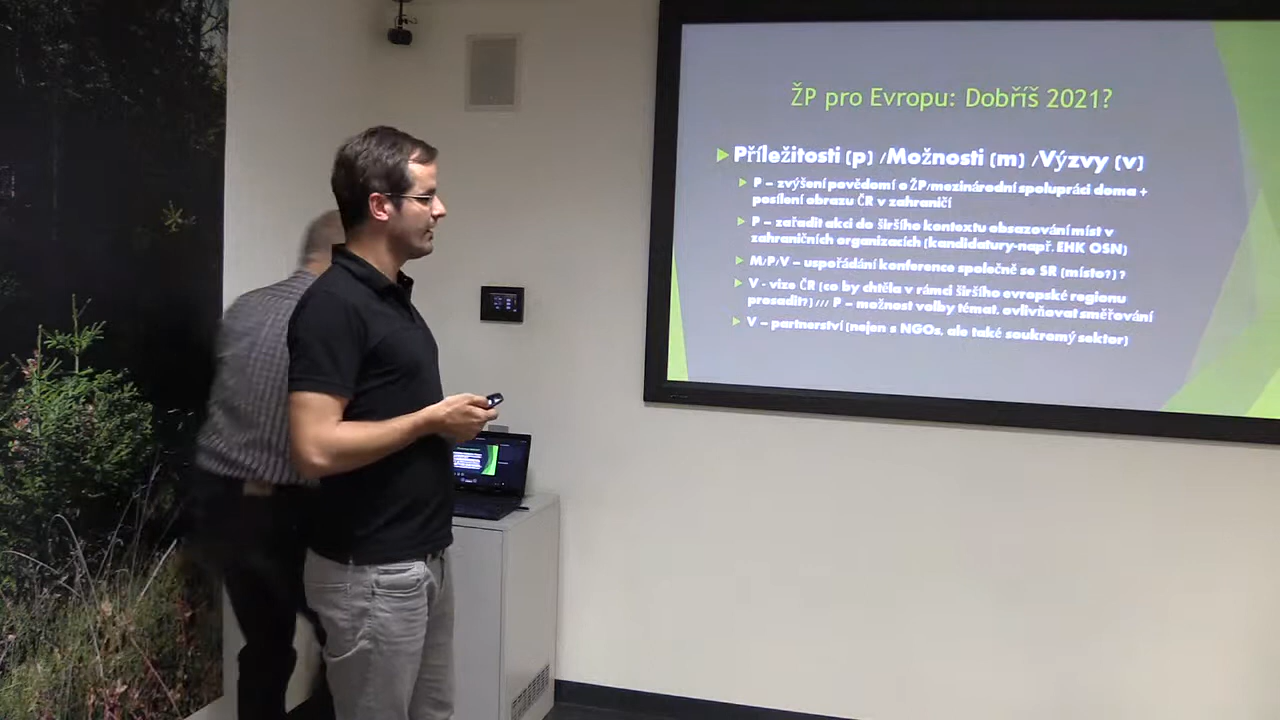 ŽP pro Evropu: Dobříš 2021?
Příležitosti (p) /Možnosti (m) /Výzvy (v)
P – zvýšení povědomí o ŽP/mezinárodní spolupráci doma +
posílení obrazu ČR v zahraničí
P – zařadit akci do širšího kontextu obsazování míst v
zahraničních organizacích (kandidatury-např. EHK OSN)
M/P/V – uspořádání konference společně se SR (místo?) ?
V - vize ČR (co by chtěla v rámci širšího evropské regionu
prosadit?) /// P – možnost volby témat, ovlivňovat směřování
V – partnerství (nejen s NGOs, ale také soukromý sektor)